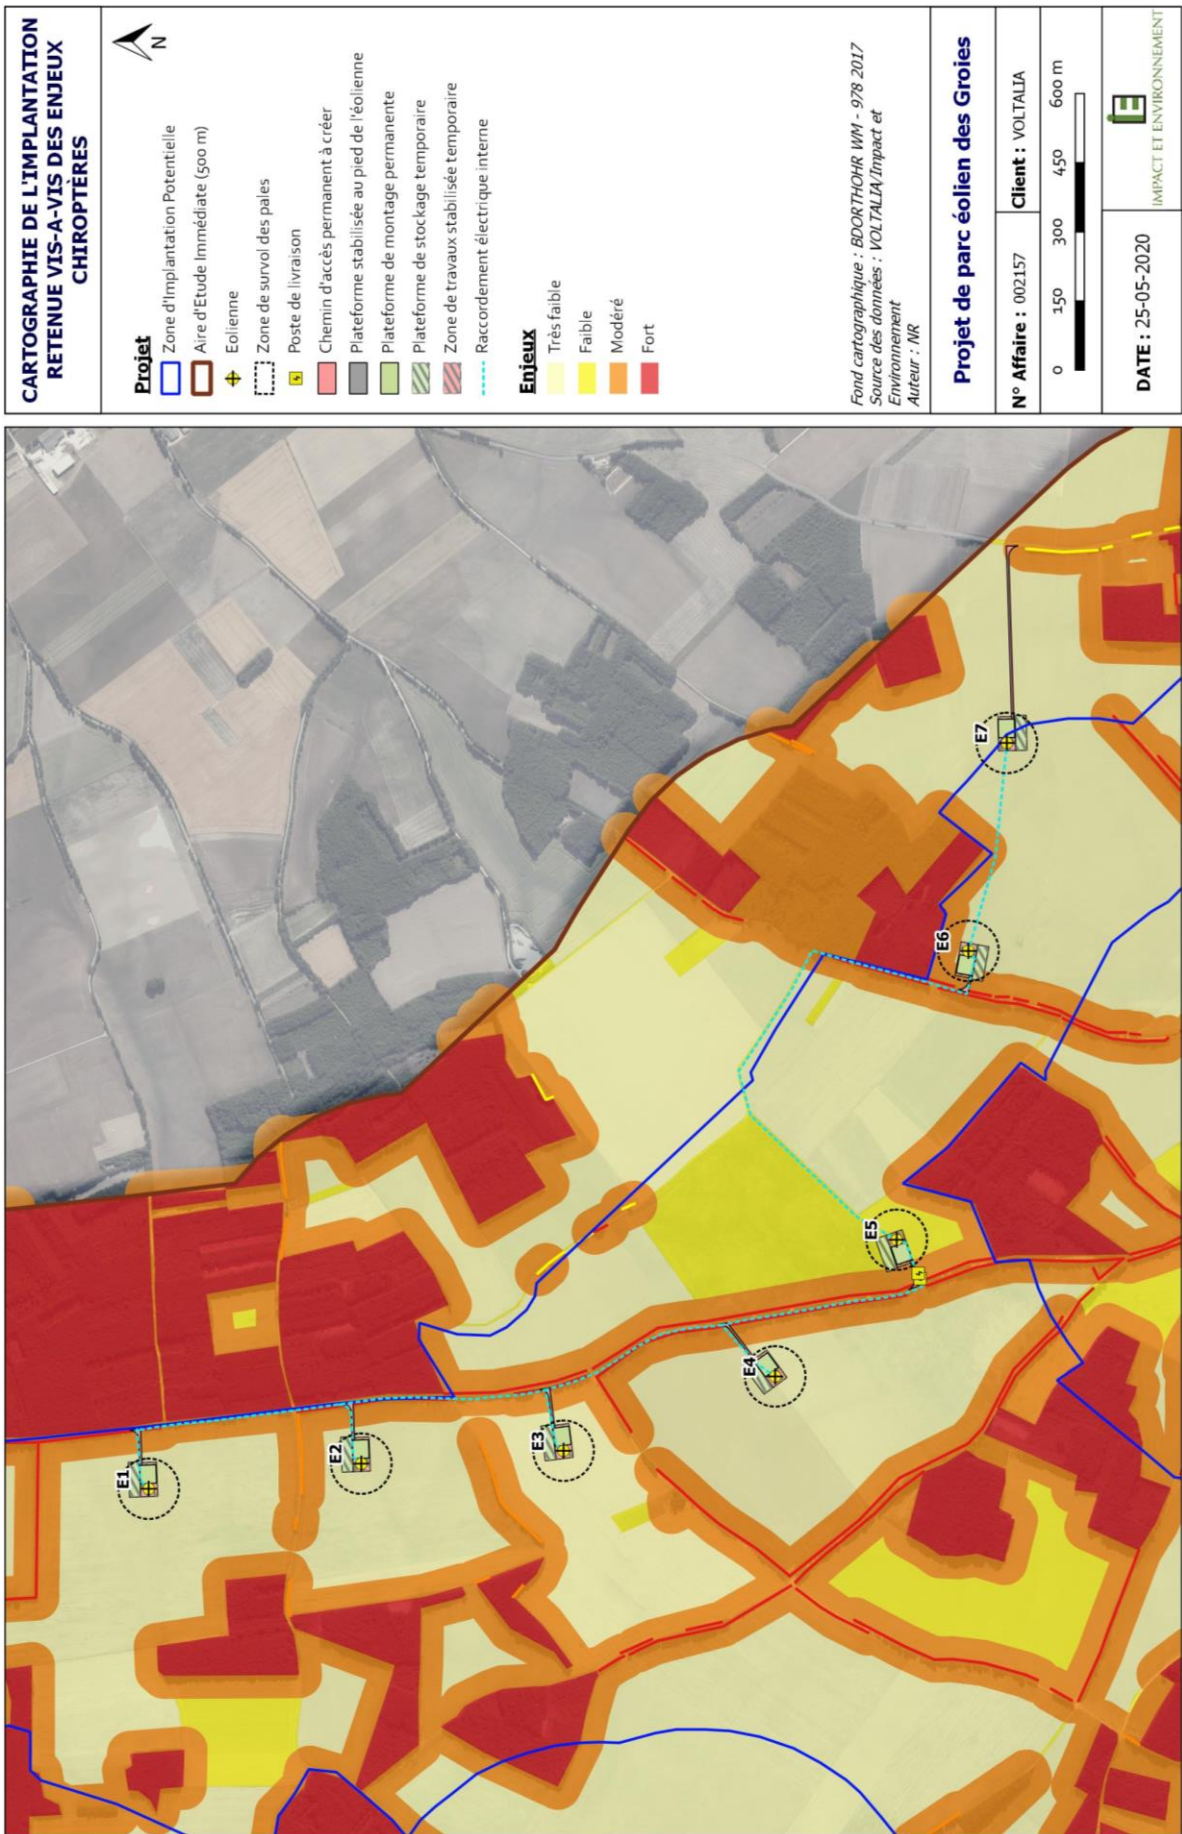 CARTOGRAPHIE DE L'IMPLANTATION
RETENUE VIS-A-VIS DES ENJEUX
CHIROPTÈRES
N
Projet
Zone d'Implantation Potentielle
Aire d'Etude Immédiate (500 m)
Eolienne
Zone de survol des pales
Poste de livraison
Chemin d'accès permanent à créer
Plateforme stabilisée au pied de l'éolienne
Plateforme de montage permanente
Plateforme de stockage temporaire
Zone de travaux stabilisée temporaire
Raccordement électrique interne
Enjeux
Très faible
Faible
Modéré
Fort
Fond cartographique : BDORTHOHR WM - 978 2017
Source des données : VOLTALIA/Impact et
Environnement
Auteur : NR
Projet de parc éolien des Groies
N° Affaire : 002157
Client : VOLTALIA
0 150 300 450 600 m
DATE : 25-05-2020
IE
IMPACT ET ENVIRONNEMENT
E1
E2
E3
E4
E5
E6
E7